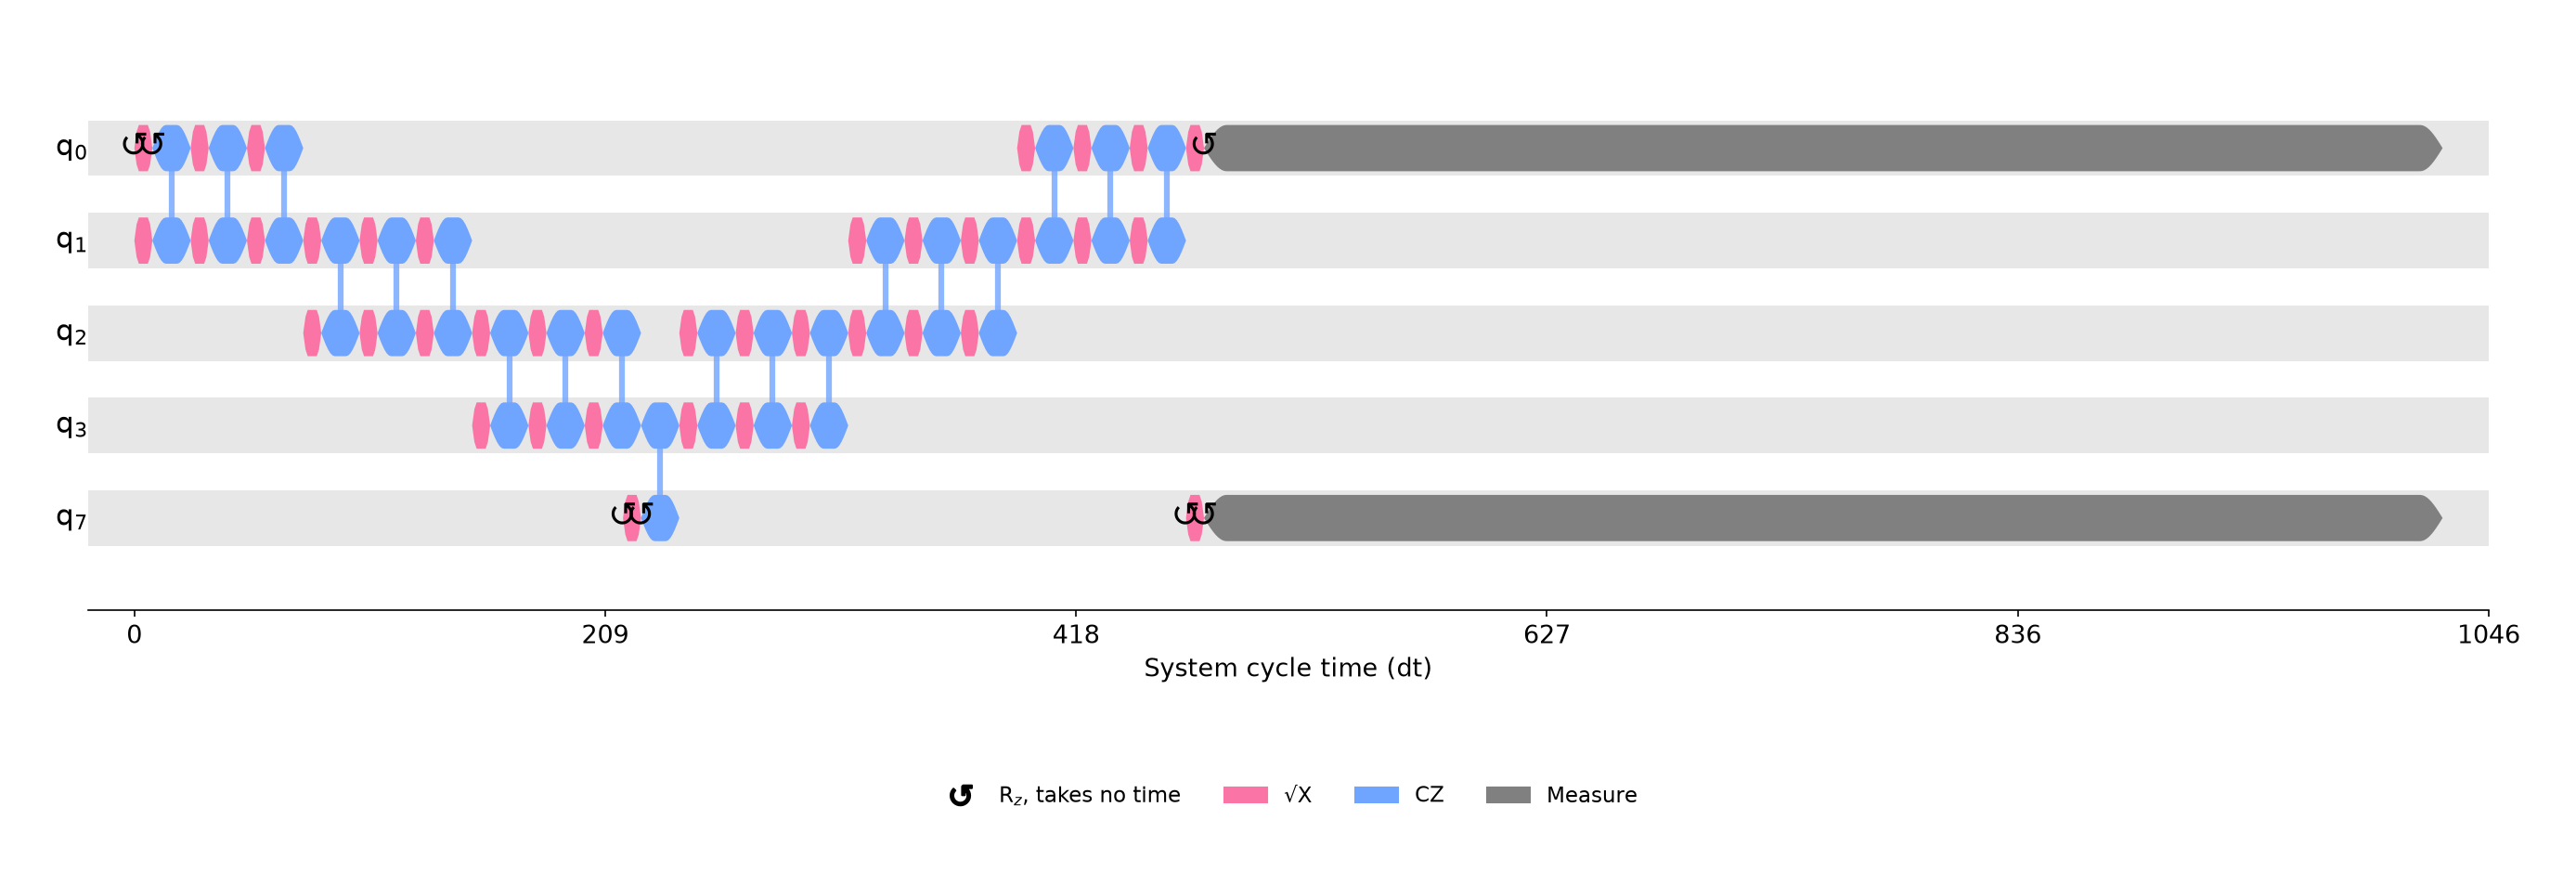 q0
q1
q2
q3
q7
0 209 418 627 836 1046
System cycle time (dt)
Rz, takes no time √X CZ Measure